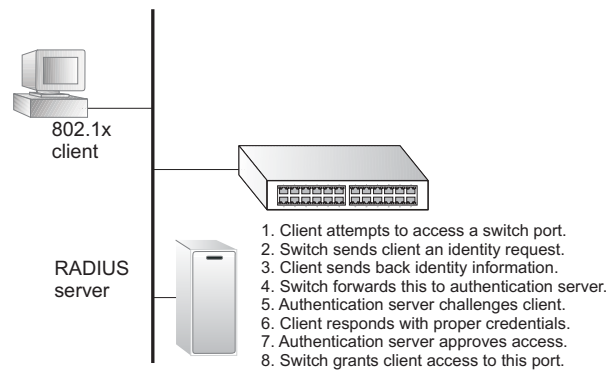 802.1x
client
RADIUS
server
1. Client attempts to access a switch port.
2. Switch sends client an identity request.
3. Client sends back identity information.
4. Switch forwards this to authentication server.
5. Authentication server challenges client.
6. Client responds with proper credentials.
7. Authentication server approves access.
8. Switch grants client access to this port.